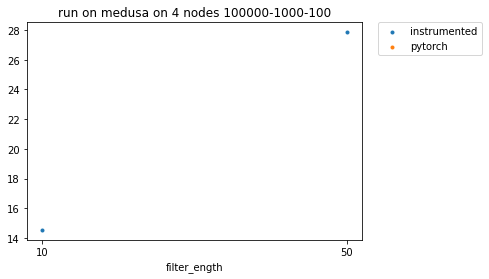 run on medusa on 4 nodes 100000-1000-100
28
26
24
22
20
18
16
14
10
50
filter_ength
instrumented
pytorch